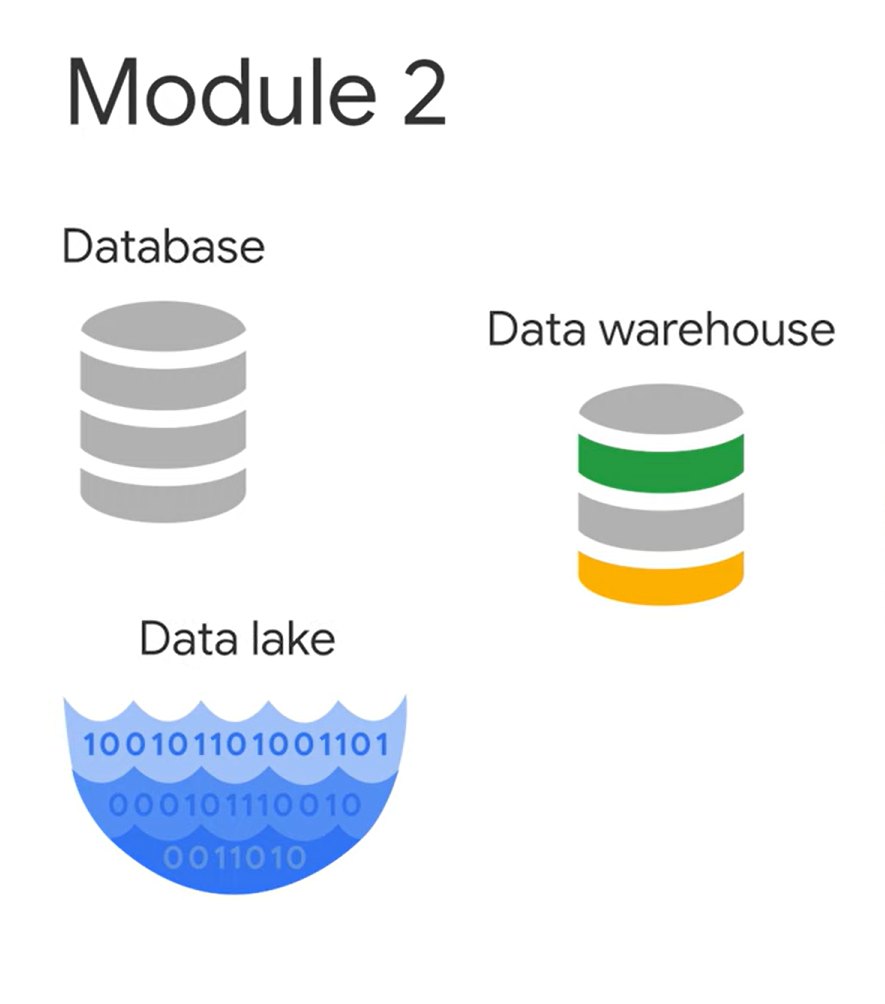 Module 2
Database
Data warehouse
Data lake
100101101001101
000101110010
0011010